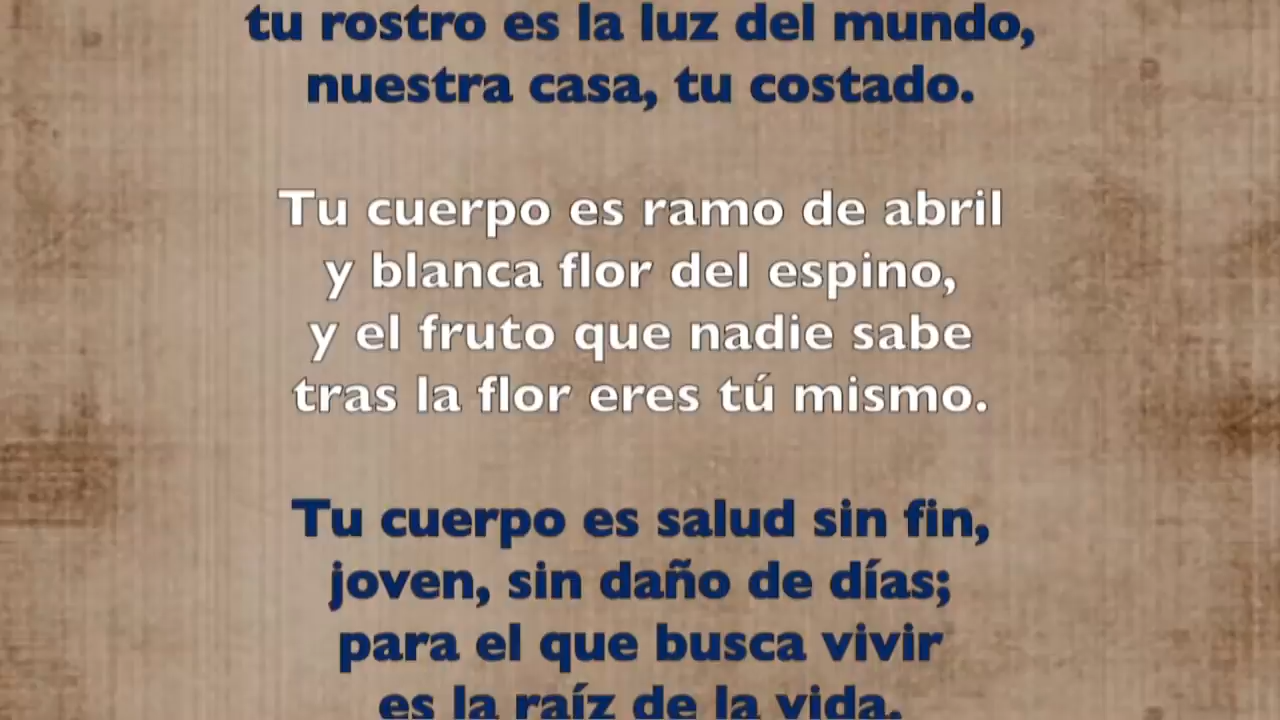 tu rostro es la luz del mundo,
nuestra casa, tu costado.
Tu cuerpo es ramo de abril
y blanca flor del espino,
y el fruto que nadie sabe
tras la flor eres tú mismo.
Tu cuerpo es salud sin fin,
joven, sin daño de días;
para el que busca vivir
es la raíz de la vida.